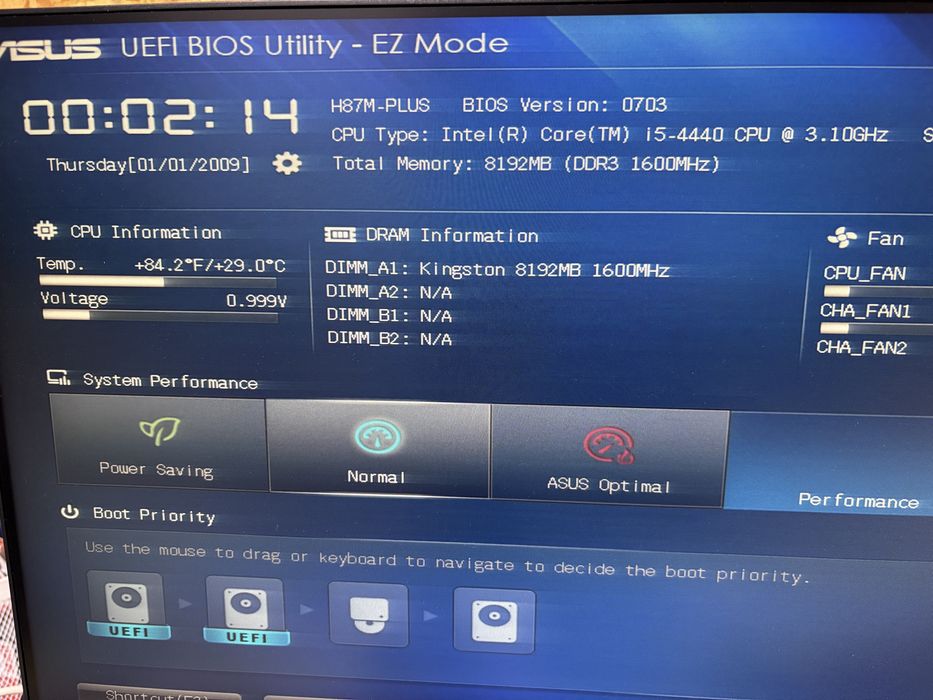 ASUS UEFI BIOS Utility - EZ Mode
00:02:14
Thursday[01/01/2009]
H87M-PLUS BIOS Version: 0703
CPU Type: Intel(R) Core(TM) i5-4440 CPU @ 3.10GHz S
Total Memory: 8192MB (DDR3 1600MHz)
CPU Information
Temp. +84.2°F/+29.0°C
Voltage 0.999V
DRAM Information
DIMM_A1: Kingston 8192MB 1600MHz
DIMM_A2: N/A
DIMM_B1: N/A
DIMM_B2: N/A
Fan
CPU_FAN
CHA_FAN1
CHA_FAN2
System Performance
Power Saving
Normal
ASUS Optimal
Performance
Boot Priority
Use the mouse to drag or keyboard to navigate to decide the boot priority.
UEFI
UEFI
Shortcut(F3)